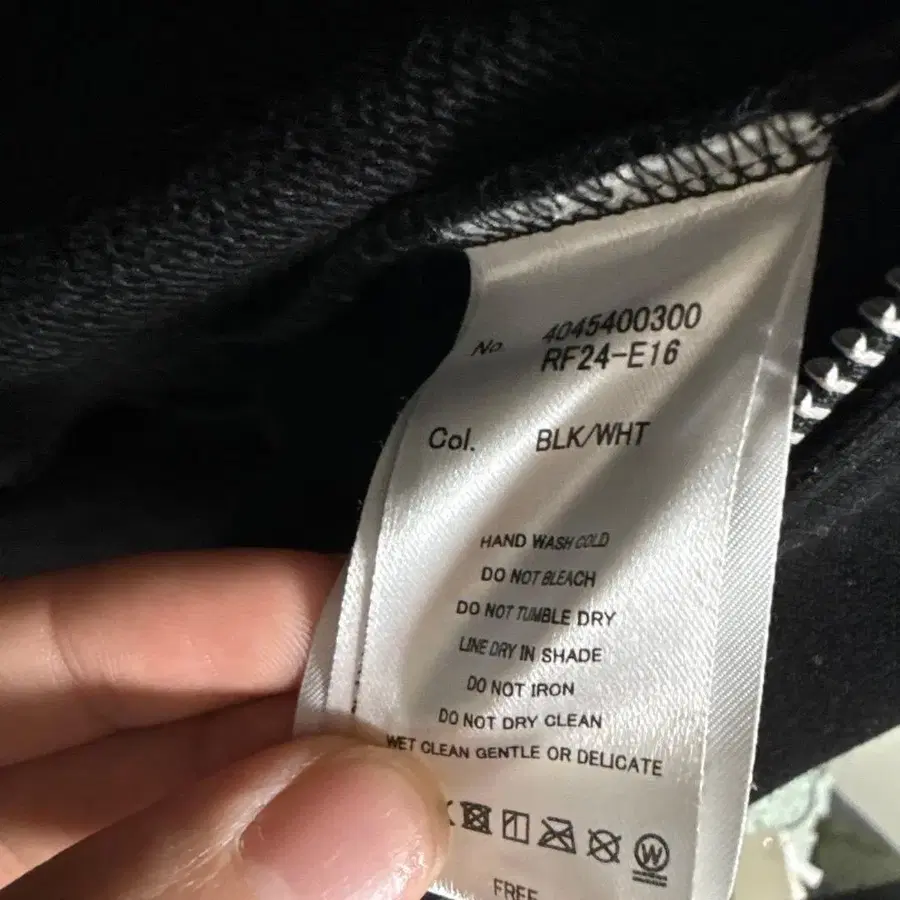 No. 4045400300
RF24-E16
Col. BLK/WHT
HAND WASH COLD
DO NOT BLEACH
DO NOT TUMBLE DRY
LINE DRY IN SHADE
DO NOT IRON
DO NOT DRY CLEAN
WET CLEAN GENTLE OR DELICATE
W
FREE